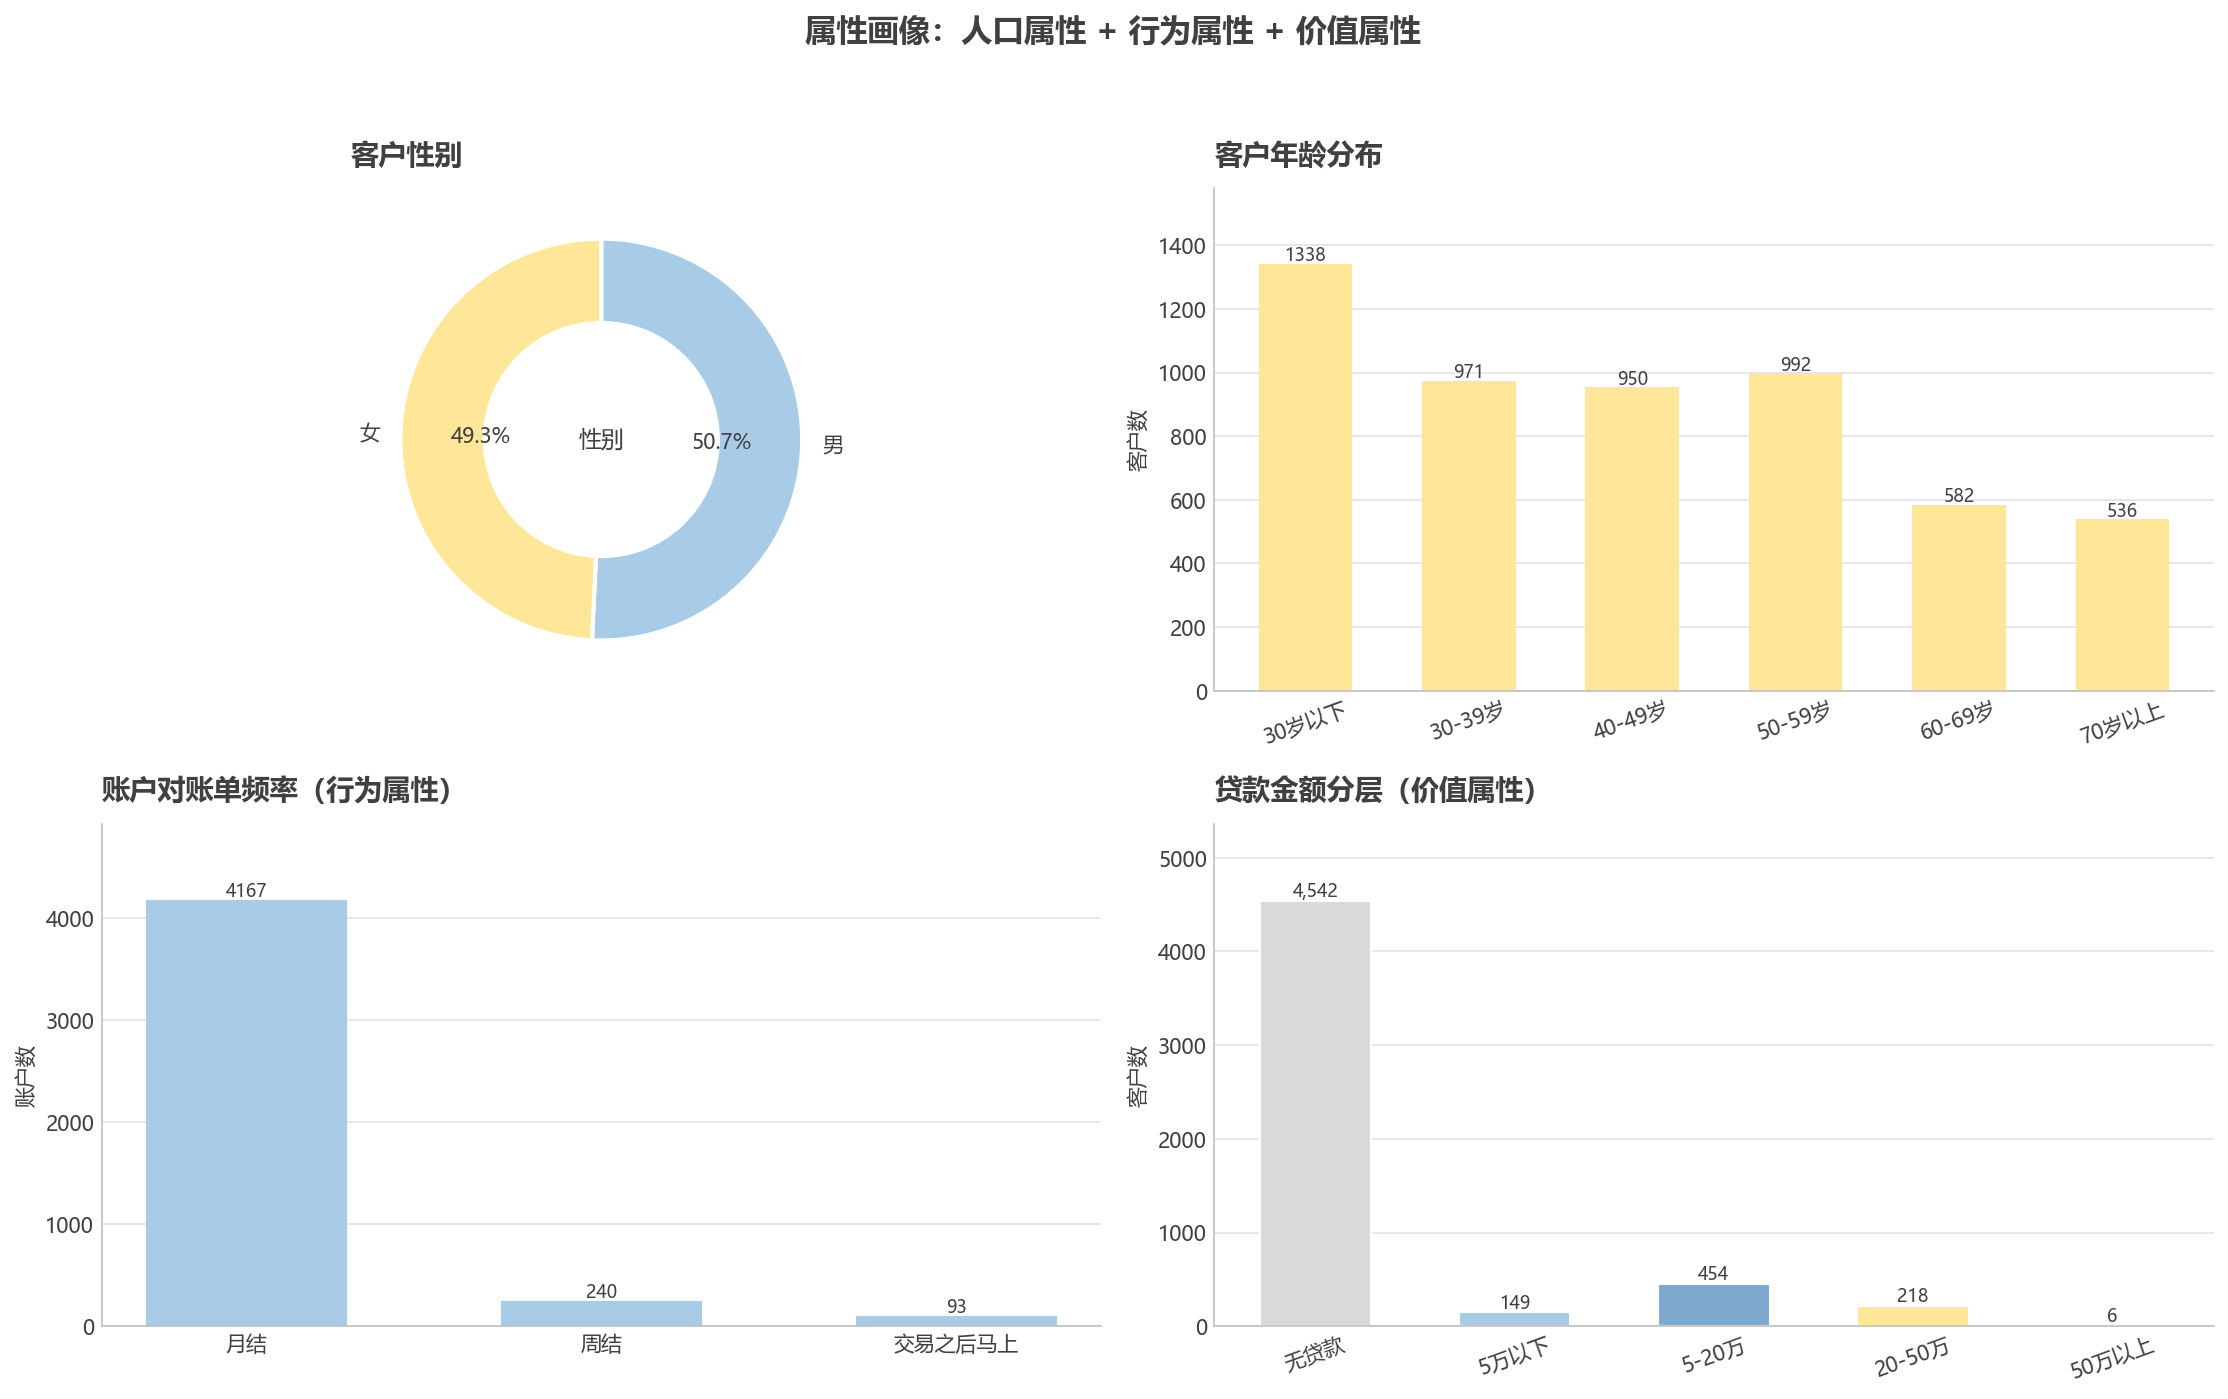 属性画像：人口属性 + 行为属性 + 价值属性
客户性别
女
49.3%
性别
50.7%
男
客户年龄分布
客户数
1400
1200
1000
800
600
400
200
0
1338
971
950
992
582
536
30岁以下
30-39岁
40-49岁
50-59岁
60-69岁
70岁以上
账户对账单频率（行为属性）
账户数
4000
3000
2000
1000
0
4167
240
93
月结
周结
交易之后马上
贷款金额分层（价值属性）
客户数
5000
4000
3000
2000
1000
0
4,542
149
454
218
6
无贷款
5万以下
5-20万
20-50万
50万以上